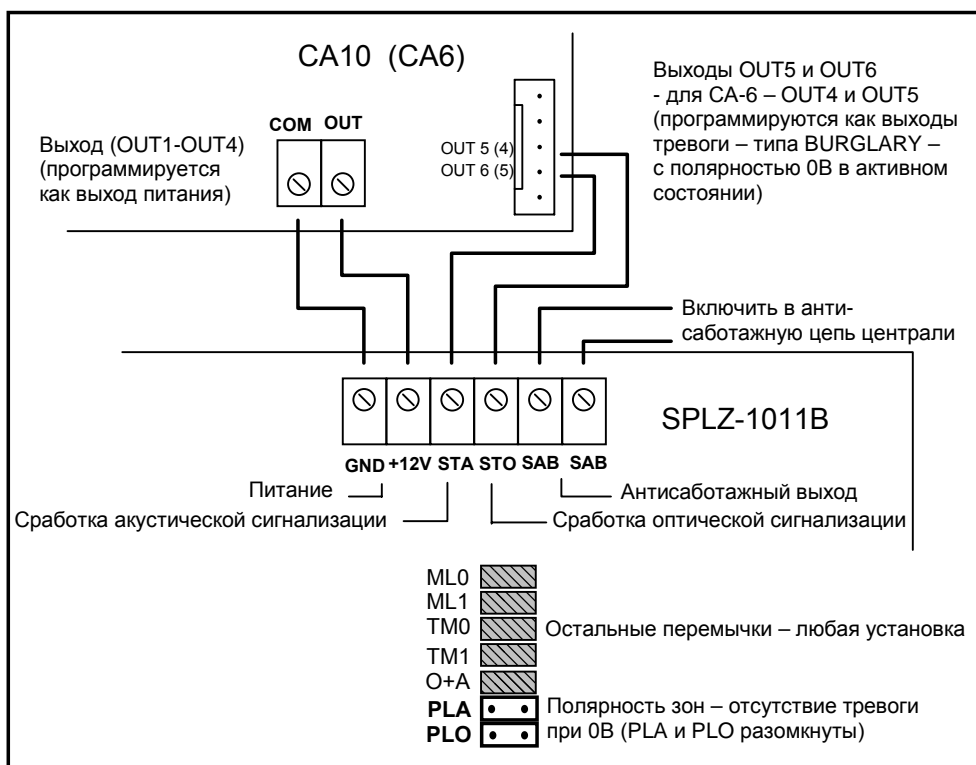 CA10 (CA6)
COM OUT
Выход (OUT1-OUT4)
(программируется
как выход питания)
OUT 5 (4)
OUT 6 (5)
Выходы OUT5 и OUT6
- для CA-6 – OUT4 и OUT5
(программируются как выходы
тревоги – типа BURGLARY –
с полярностью 0В в активном
состоянии)
Включить в анти-
саботажную цепь централи
SPLZ-1011B
GND +12V STA STO SAB SAB
Питание
Антисаботажный выход
Сработка акустической сигнализации
Сработка оптической сигнализации
ML0
ML1
TM0
Остальные перемычки – любая установка
TM1
O+A
PLA
Полярность зон – отсутствие тревоги
PLO
при 0В (PLA и PLO разомкнуты)